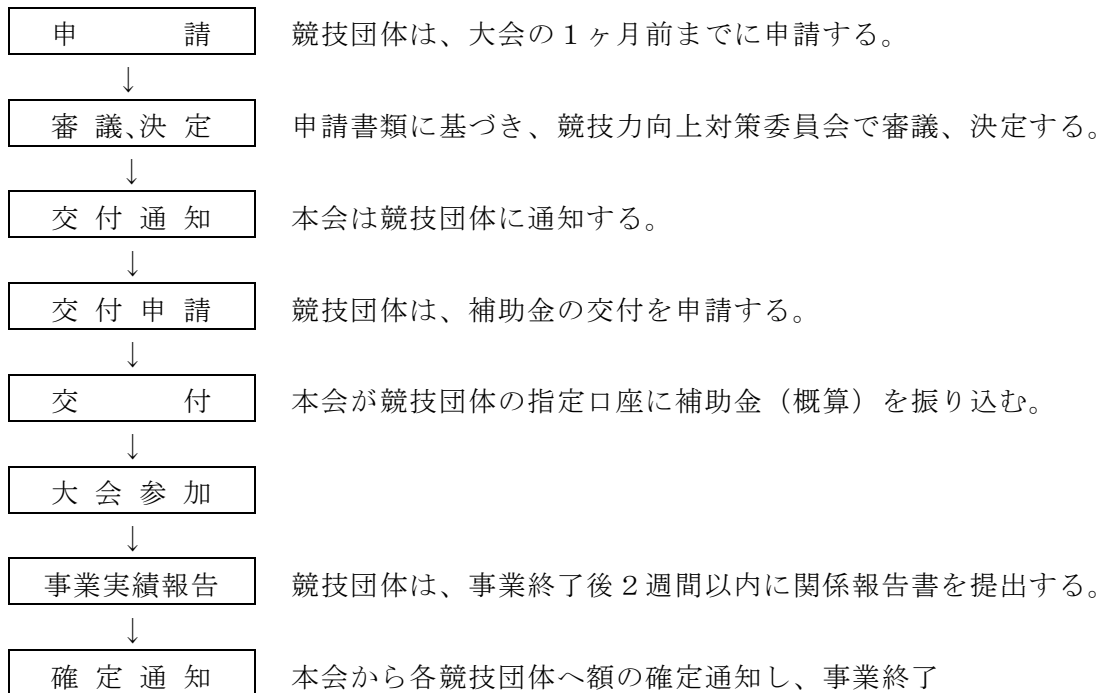 申請 競技団体は、大会の１ヶ月前までに申請する。
↓
審議、決定 申請書類に基づき、競技力向上対策委員会で審議、決定する。
↓
交付通知 本会は競技団体に通知する。
↓
交付申請 競技団体は、補助金の交付を申請する。
↓
交付 本会が競技団体の指定口座に補助金（概算）を振り込む。
↓
大会参加
↓
事業実績報告 競技団体は、事業終了後２週間以内に関係報告書を提出する。
↓
確定通知 本会から各競技団体へ額の確定通知し、事業終了